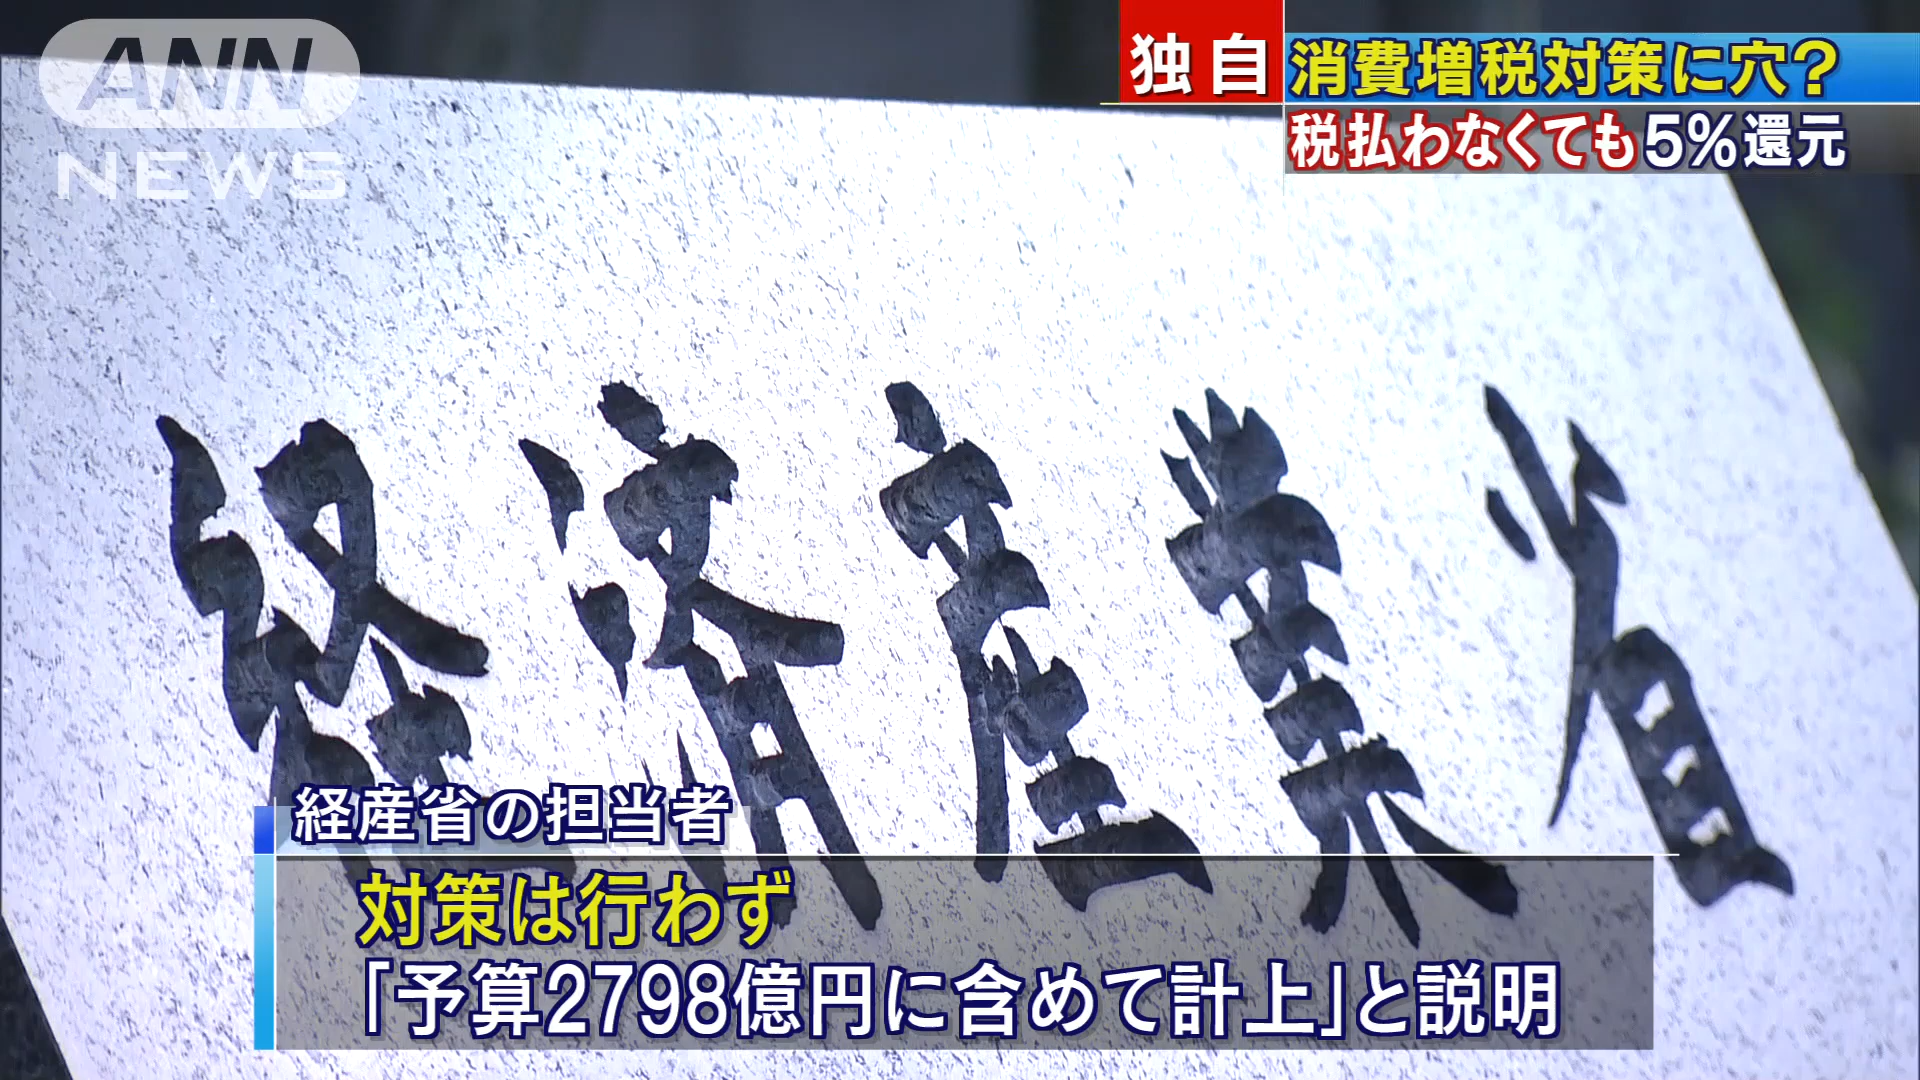 ANN
NEWS
独自
消費増税対策に穴？
税払わなくても5%還元
経済産業省
経産省の担当者
対策は行わず
「予算2798億円に含めて計上」と説明